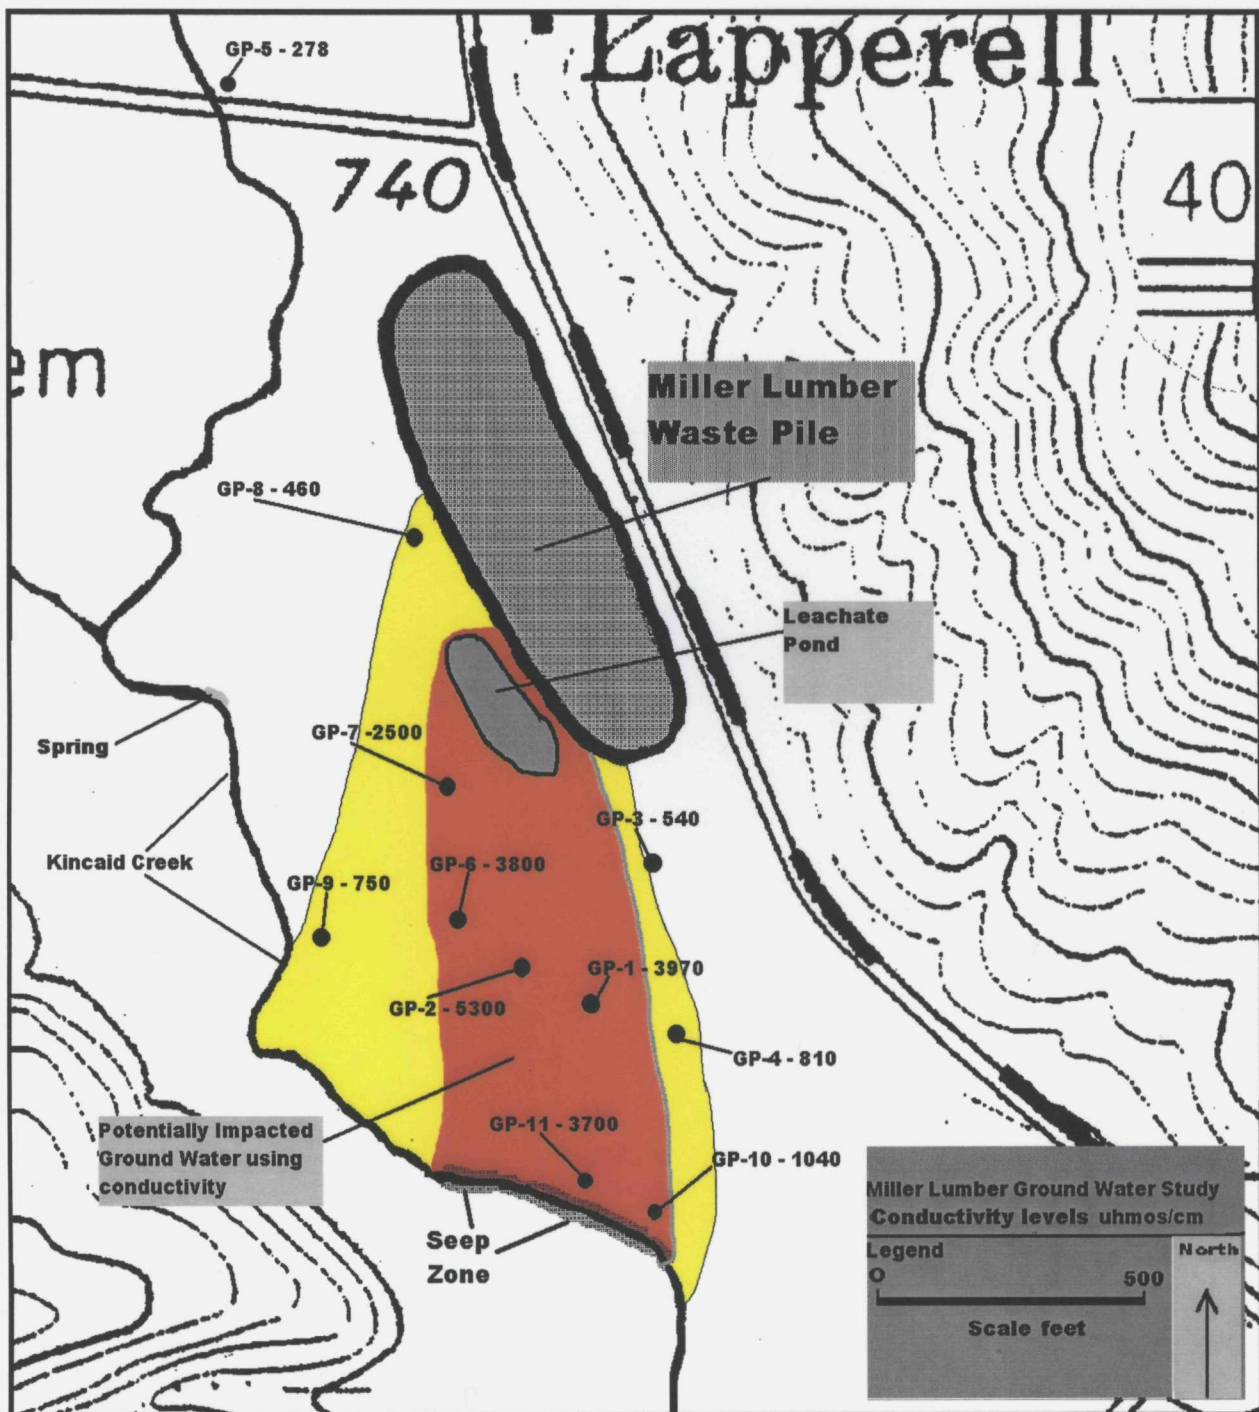 GP-5 - 278
Lapperell
740
40
em
Miller Lumber
Waste Pile
GP-8 - 460
Leachate
Pond
GP-7 -2500
Spring
GP-3 - 540
Kincaid Creek
GP-6 - 3800
GP-9 - 750
GP-1 - 3970
GP-2 - 5300
GP-4 - 810
Potentially Impacted
Ground Water using
conductivity
GP-11 - 3700
GP-10 - 1040
Seep
Zone
Miller Lumber Ground Water Study
Conductivity levels uhmos/cm
Legend
North
O
500
Scale feet